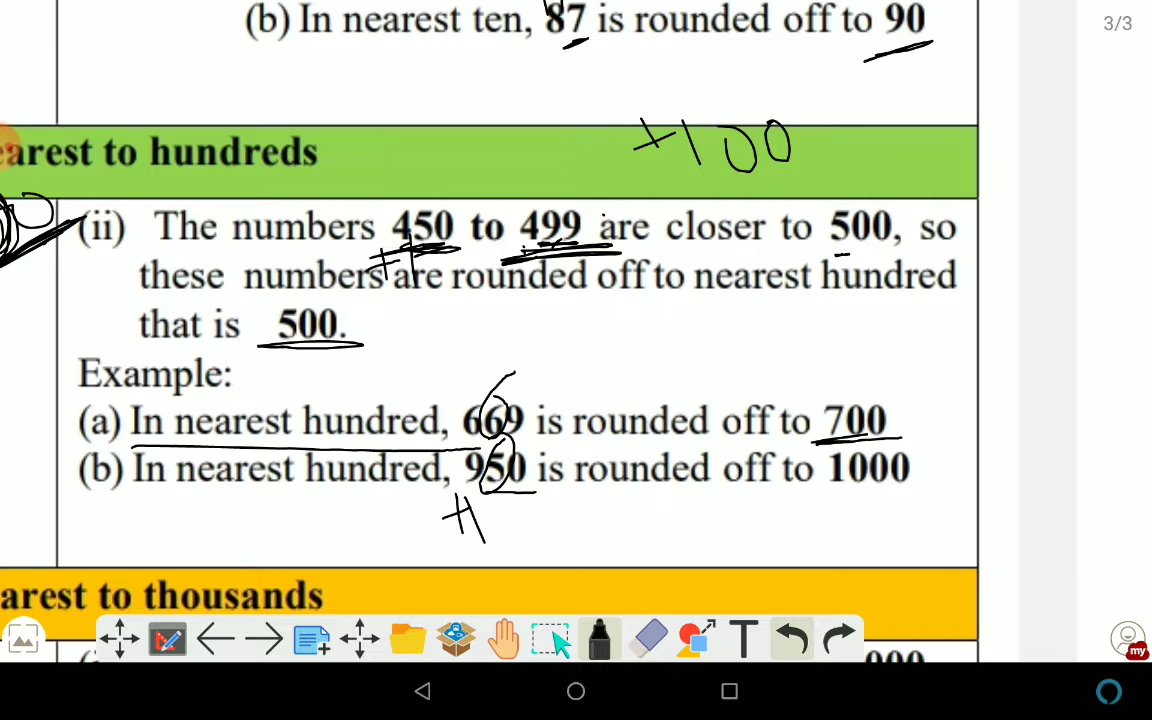 (b) In nearest ten, 87 is rounded off to 90
3/3
+100
earest to hundreds
(ii) The numbers 450 to 499 are closer to 500, so
these numbers are rounded off to nearest hundred
+1
that is 500.
Example:
(a) In nearest hundred, 669 is rounded off to 700
(b) In nearest hundred, 950 is rounded off to 1000
+1
earest to thousands
T
my